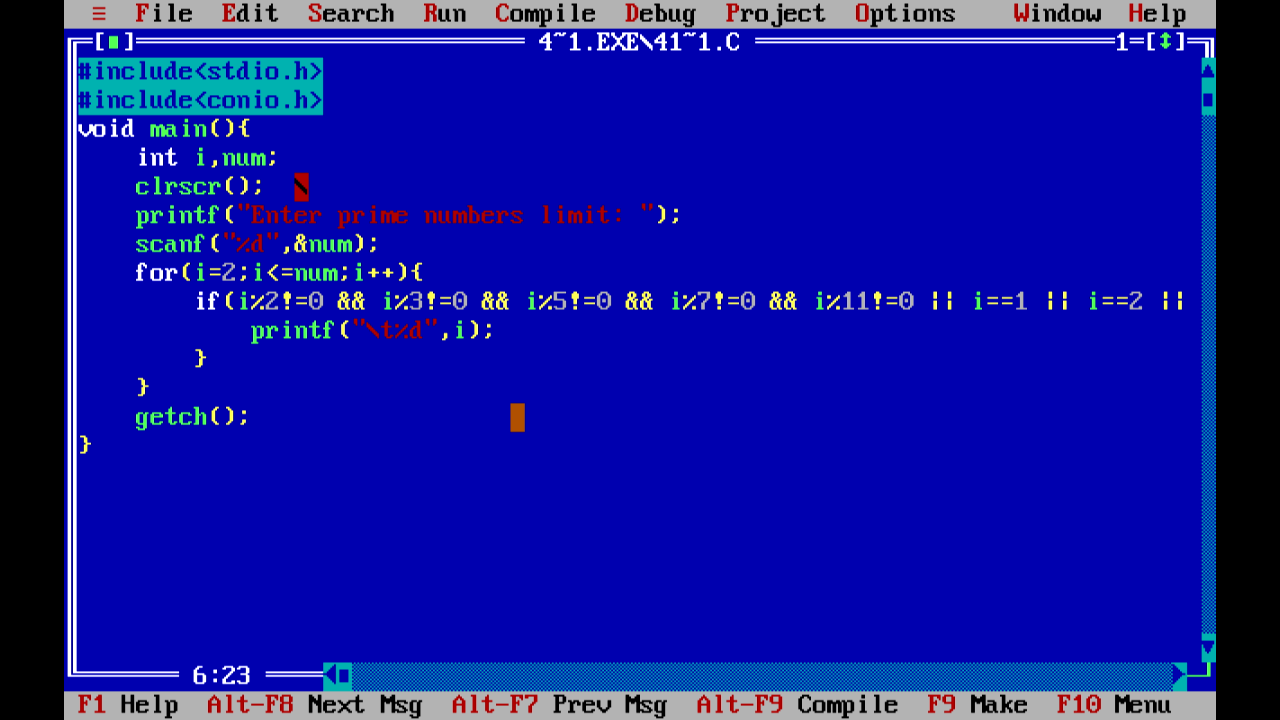 ≡ File Edit Search Run Compile Debug Project Options Window Help
[■] 4~1.EXE\41~1.C 1=[↕]
#include<stdio.h>
#include<conio.h>
void main(){
    int i,num;
    clrscr();  \
    printf("Enter prime numbers limit: ");
    scanf("%d",&num);
    for(i=2;i<=num;i++){
        if(i%2!=0 && i%3!=0 && i%5!=0 && i%7!=0 && i%11!=0 || i==1 || i==2 ||
            printf("\t%d",i);
        }
    }
    getch();
}
6:23
F1 Help Alt-F8 Next Msg Alt-F7 Prev Msg Alt-F9 Compile F9 Make F10 Menu